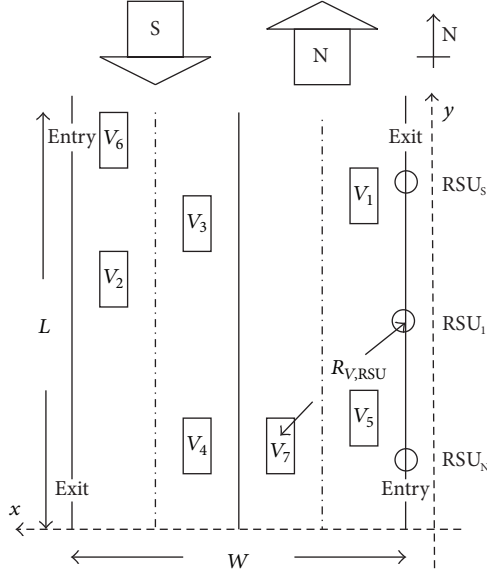 S
N
N
y
Entry
V6
Exit
V1
RSUS
V3
V2
L
RSU1
RV,RSU
V5
V4
V7
RSUN
Exit
Entry
x
W